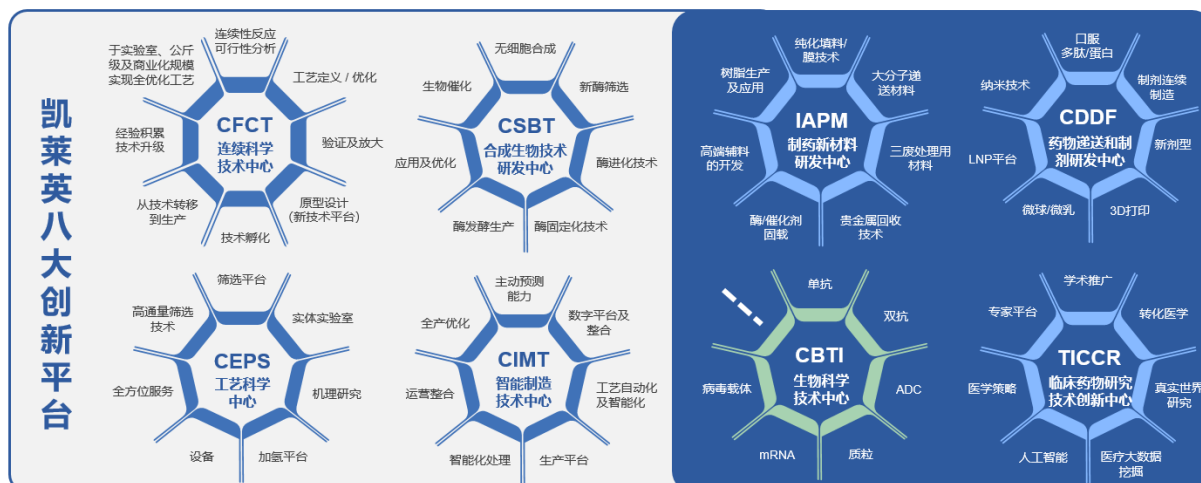 凯莱英八大创新平台
连续性反应
可行性分析
工艺定义 / 优化
验证及放大
原型设计
(新技术平台)
技术孵化
从技术转移
到生产
经验积累
技术升级
于实验室、公斤
级及商业化规模
实现全优化工艺
CFCT
连续科学
技术中心
无细胞合成
新酶筛选
酶进化技术
酶固定化技术
酶发酵生产
应用及优化
生物催化
CSBT
合成生物技术
研发中心
纯化填料/
膜技术
大分子递
送材料
三废处理用
材料
贵金属回收
技术
酶/催化剂
固载
高端辅料
的开发
树脂生产
及应用
IAPM
制药新材料
研发中心
口服
多肽/蛋白
制剂连续
制造
新剂型
3D打印
微球/微乳
LNP平台
纳米技术
CDDF
药物递送和制
剂研发中心
筛选平台
实体实验室
机理研究
加氢平台
设备
全方位服务
高通量筛选
技术
CEPS
工艺科学
中心
主动预测
能力
数字平台及
整合
工艺自动化
及智能化
生产平台
智能化处理
运营整合
全产优化
CIMT
智能制造
技术中心
单抗
双抗
ADC
质粒
mRNA
病毒载体
CBTI
生物科学
技术中心
学术推广
转化医学
真实世界
研究
医疗大数据
挖掘
人工智能
医学策略
专家平台
TICCR
临床药物研究
技术创新中心